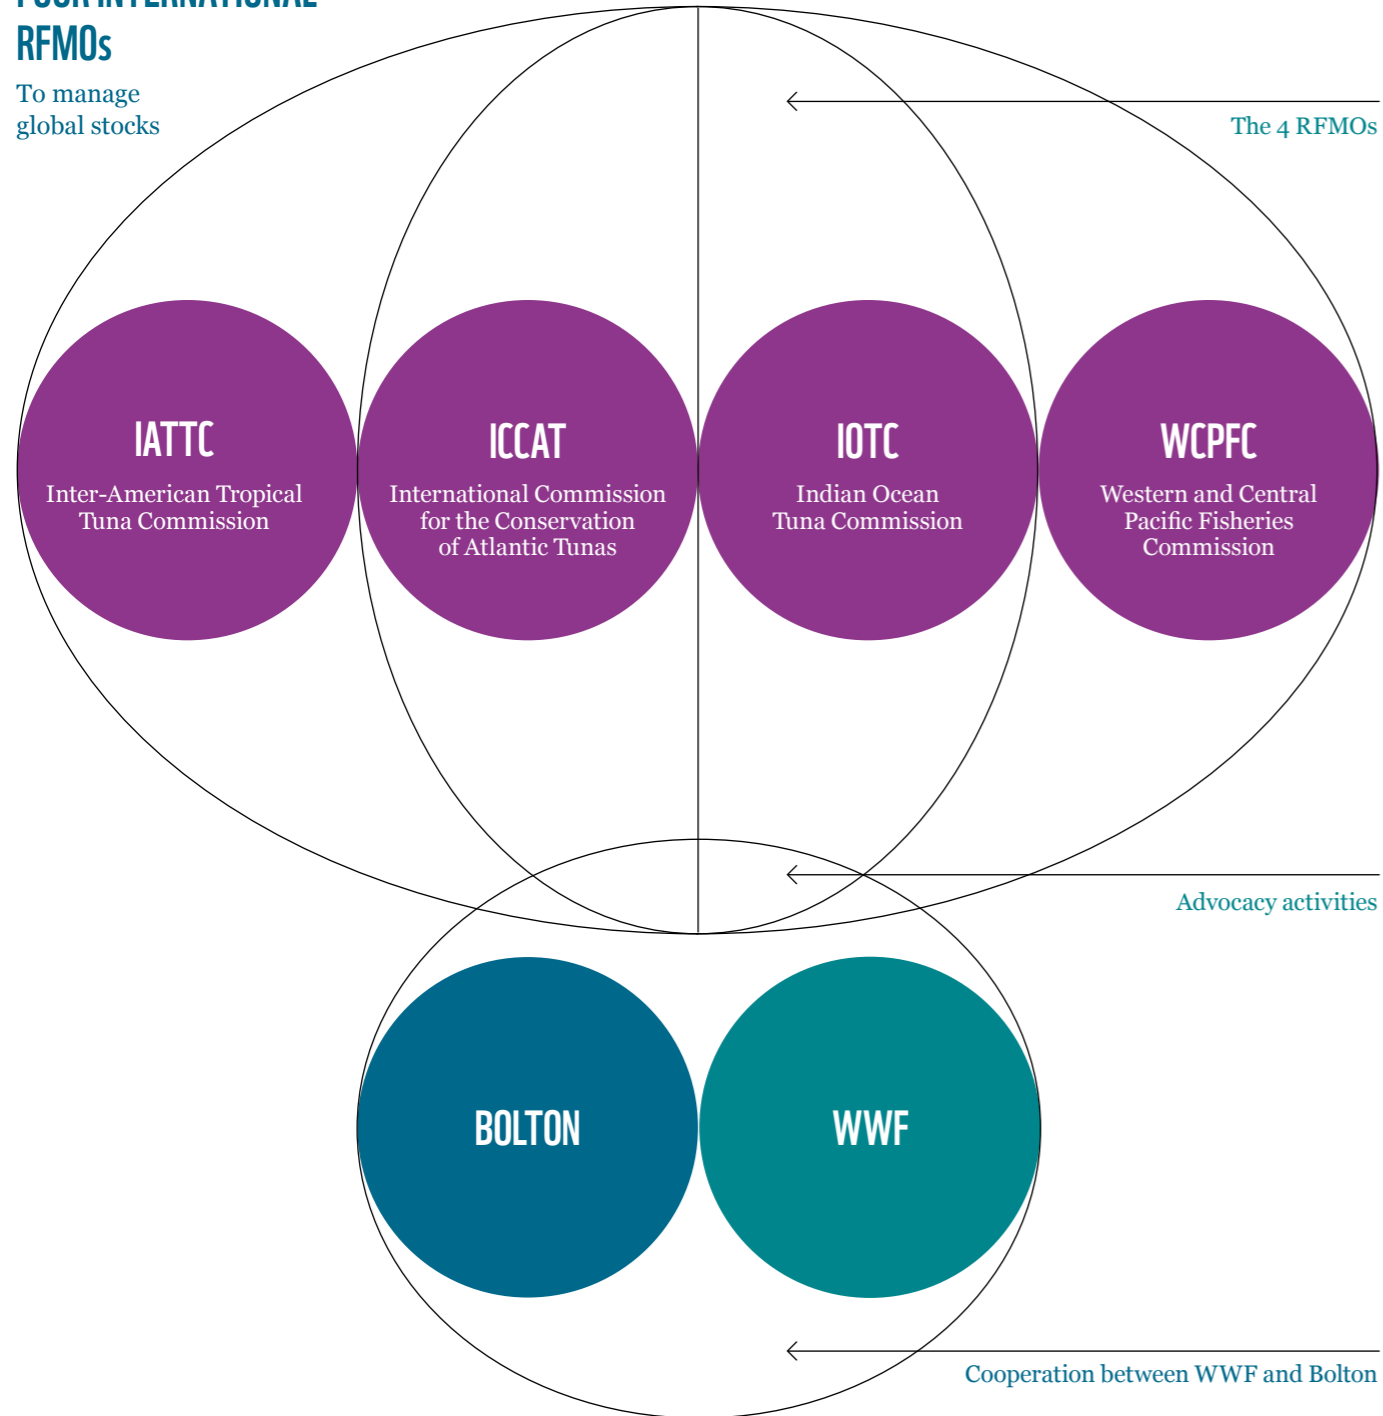 FOUR INTERNATIONAL
RFMOs
To manage
global stocks
The 4 RFMOs
IATTC
Inter-American Tropical
Tuna Commission
ICCAT
International Commission
for the Conservation
of Atlantic Tunas
IOTC
Indian Ocean
Tuna Commission
WCPFC
Western and Central
Pacific Fisheries
Commission
Advocacy activities
BOLTON
WWF
Cooperation between WWF and Bolton